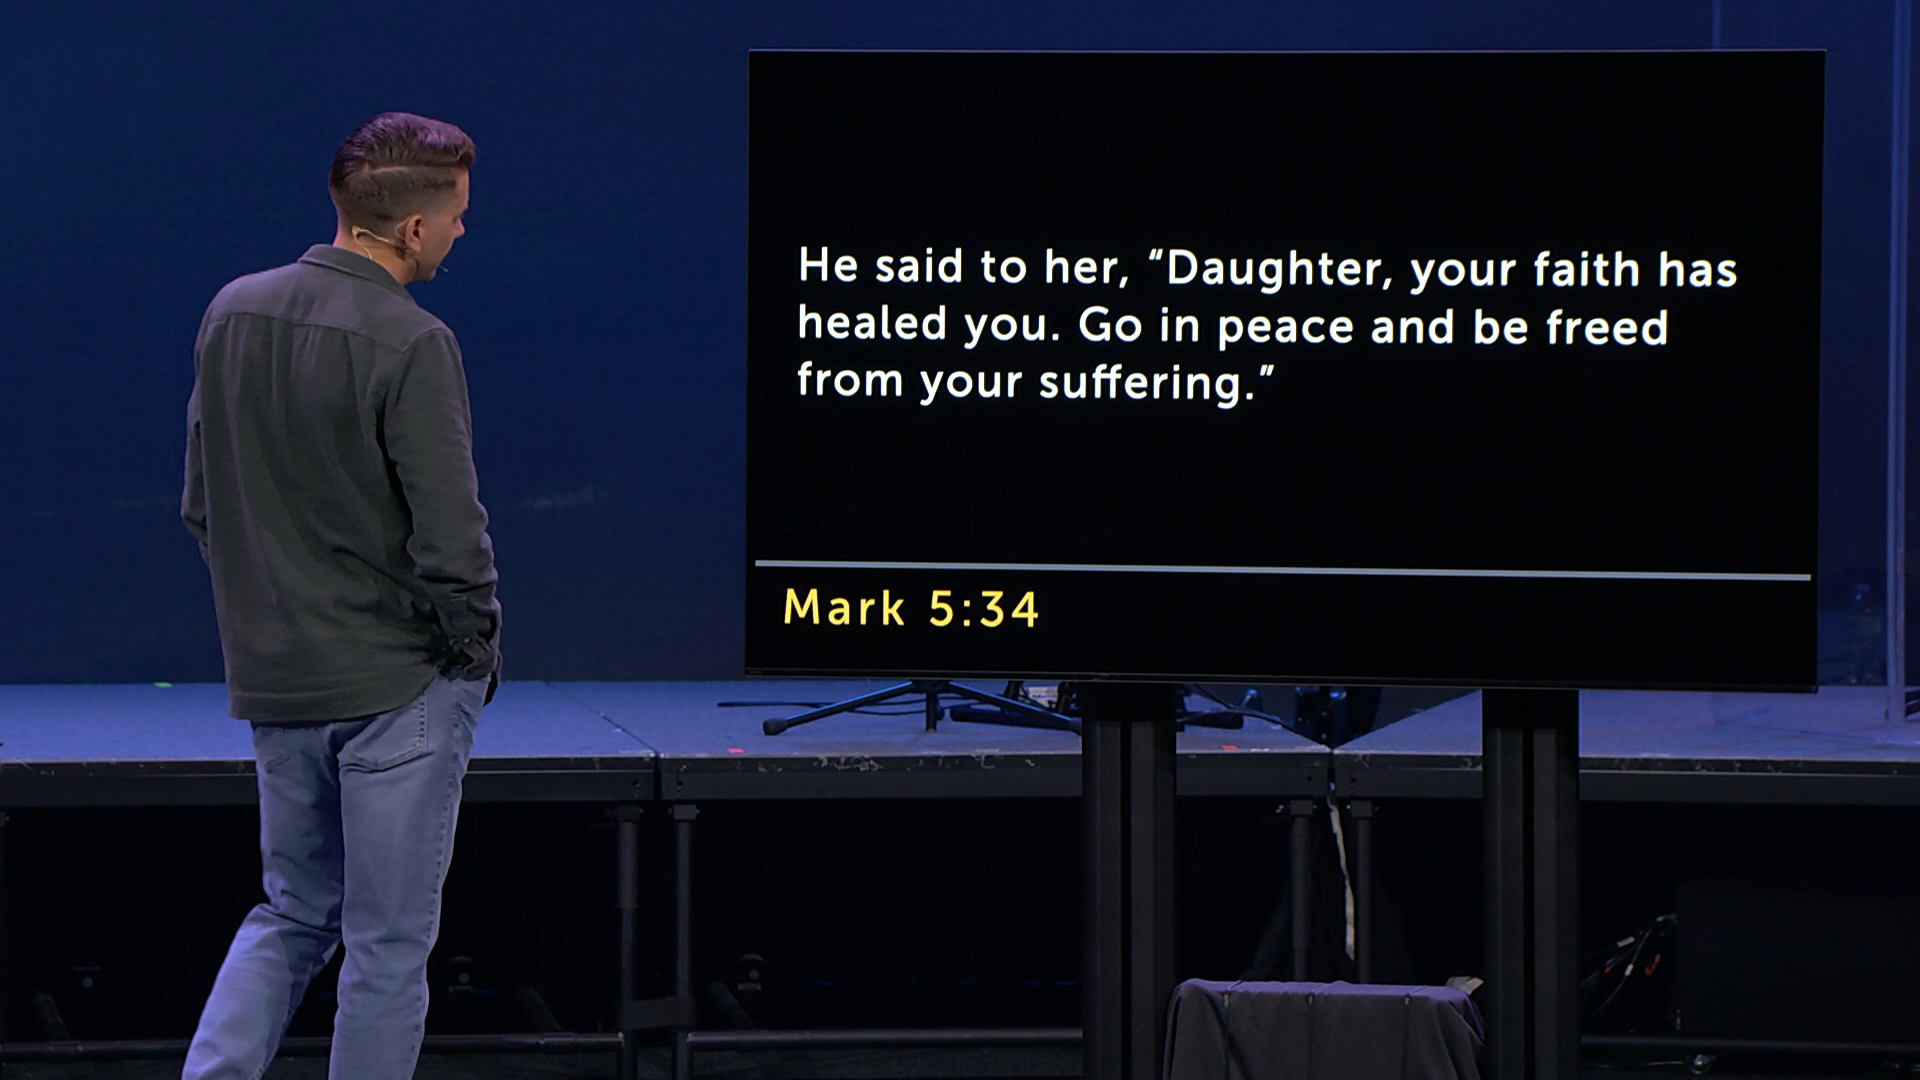 He said to her, “Daughter, your faith has
healed you. Go in peace and be freed
from your suffering.”
Mark 5:34